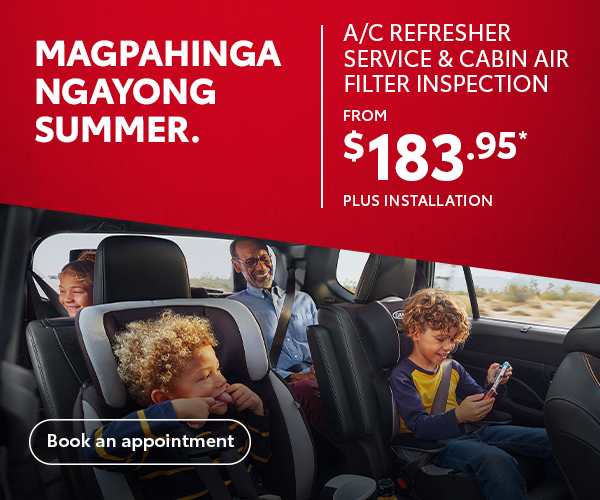 MAGPAHINGA
NGAYONG
SUMMER.
A/C REFRESHER
SERVICE & CABIN AIR
FILTER INSPECTION
FROM
$183.95*
PLUS INSTALLATION
Book an appointment